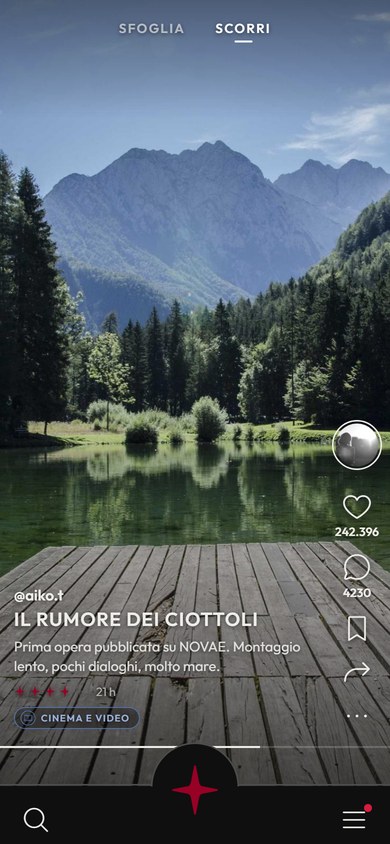 SFOGLIA SCORRI
242.396
4230
@aiko.t
IL RUMORE DEI CIOTTOLI
Prima opera pubblicata su NOVAE. Montaggio
lento, pochi dialoghi, molto mare.
21 h
CINEMA E VIDEO